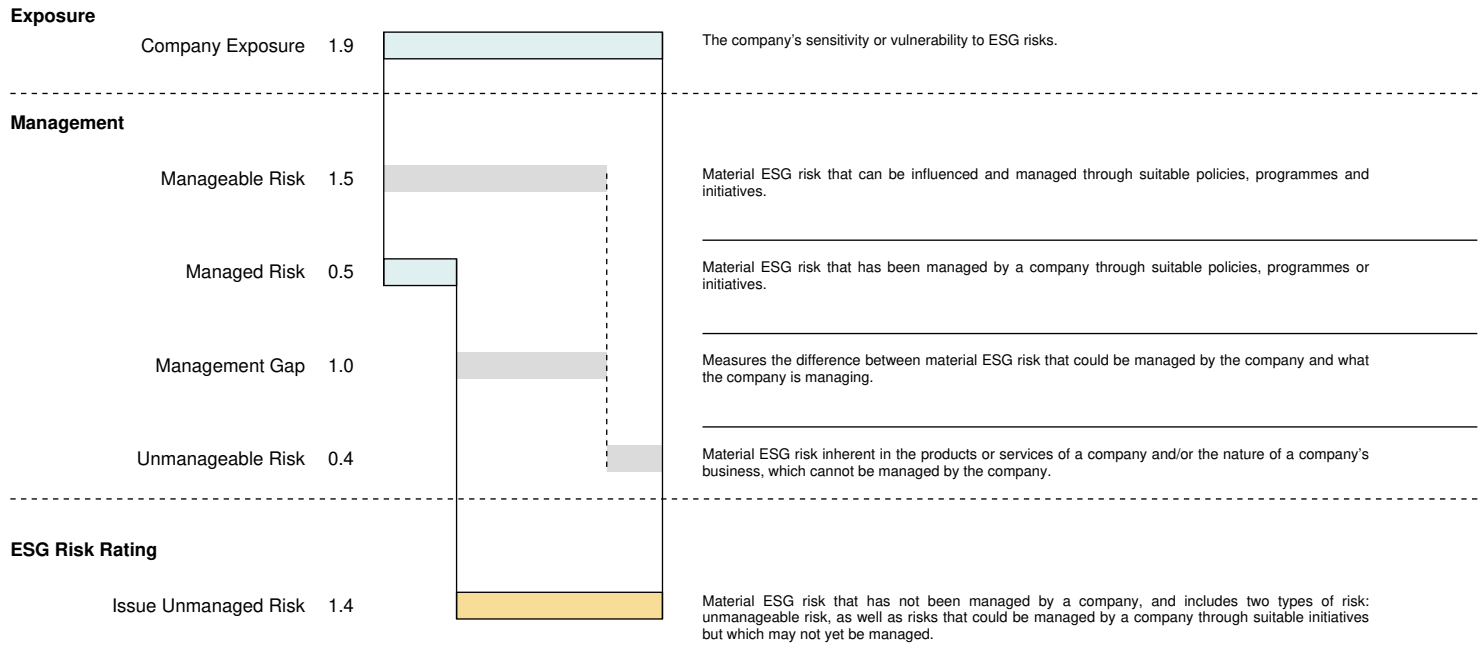 Exposure
Company Exposure 1.9
The company’s sensitivity or vulnerability to ESG risks.
Management
Manageable Risk 1.5
Material ESG risk that can be influenced and managed through suitable policies, programmes and
initiatives.
Managed Risk 0.5
Material ESG risk that has been managed by a company through suitable policies, programmes or
initiatives.
Management Gap 1.0
Measures the difference between material ESG risk that could be managed by the company and what
the company is managing.
Unmanageable Risk 0.4
Material ESG risk inherent in the products or services of a company and/or the nature of a company’s
business, which cannot be managed by the company.
ESG Risk Rating
Issue Unmanaged Risk 1.4
Material ESG risk that has not been managed by a company, and includes two types of risk:
unmanageable risk, as well as risks that could be managed by a company through suitable initiatives
but which may not yet be managed.